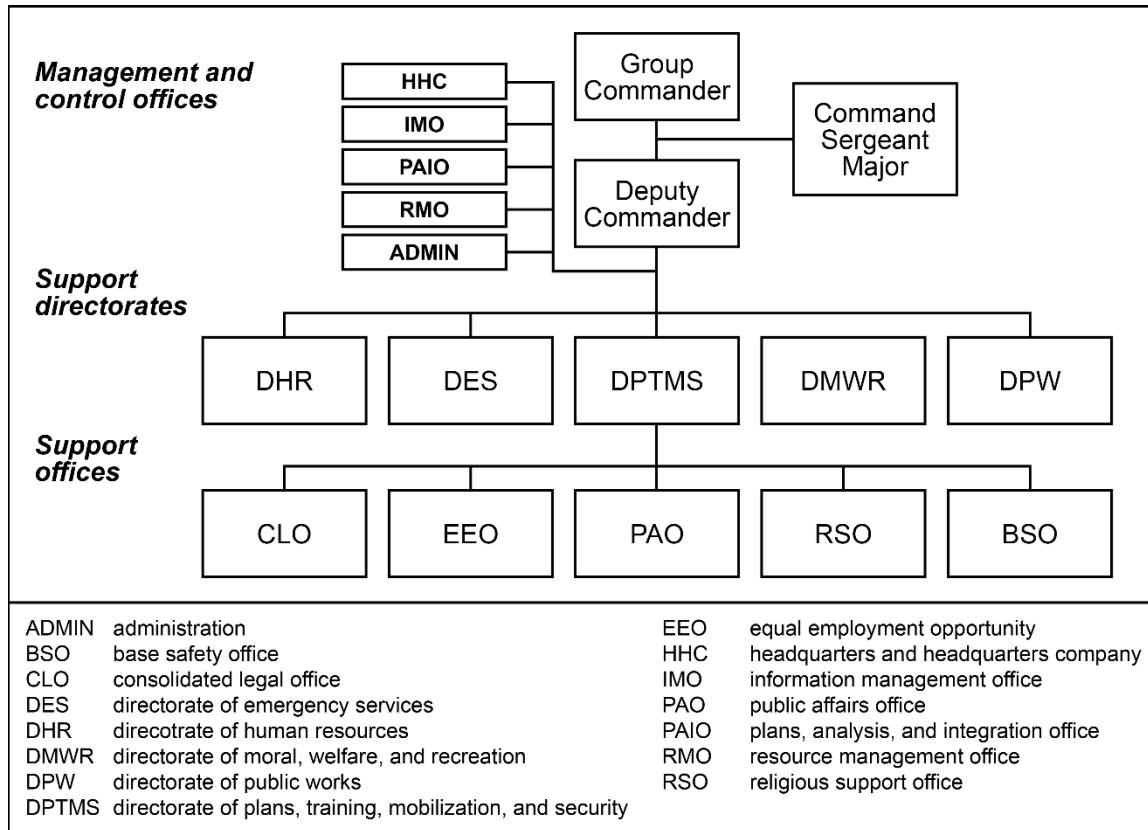 Management and
control offices
HHC
IMO
PAIO
RMO
ADMIN
Group
Commander
Command
Sergeant
Major
Deputy
Commander
Support
directorates
DHR
DES
DPTMS
DMWR
DPW
Support
offices
CLO
EEO
PAO
RSO
BSO
ADMIN administration
BSO base safety office
CLO consolidated legal office
DES directorate of emergency services
DHR direcotrate of human resources
DMWR directorate of moral, welfare, and recreation
DPW directorate of public works
DPTMS directorate of plans, training, mobilization, and security
EEO equal employment opportunity
HHC headquarters and headquarters company
IMO information management office
PAO public affairs office
PAIO plans, analysis, and integration office
RMO resource management office
RSO religious support office